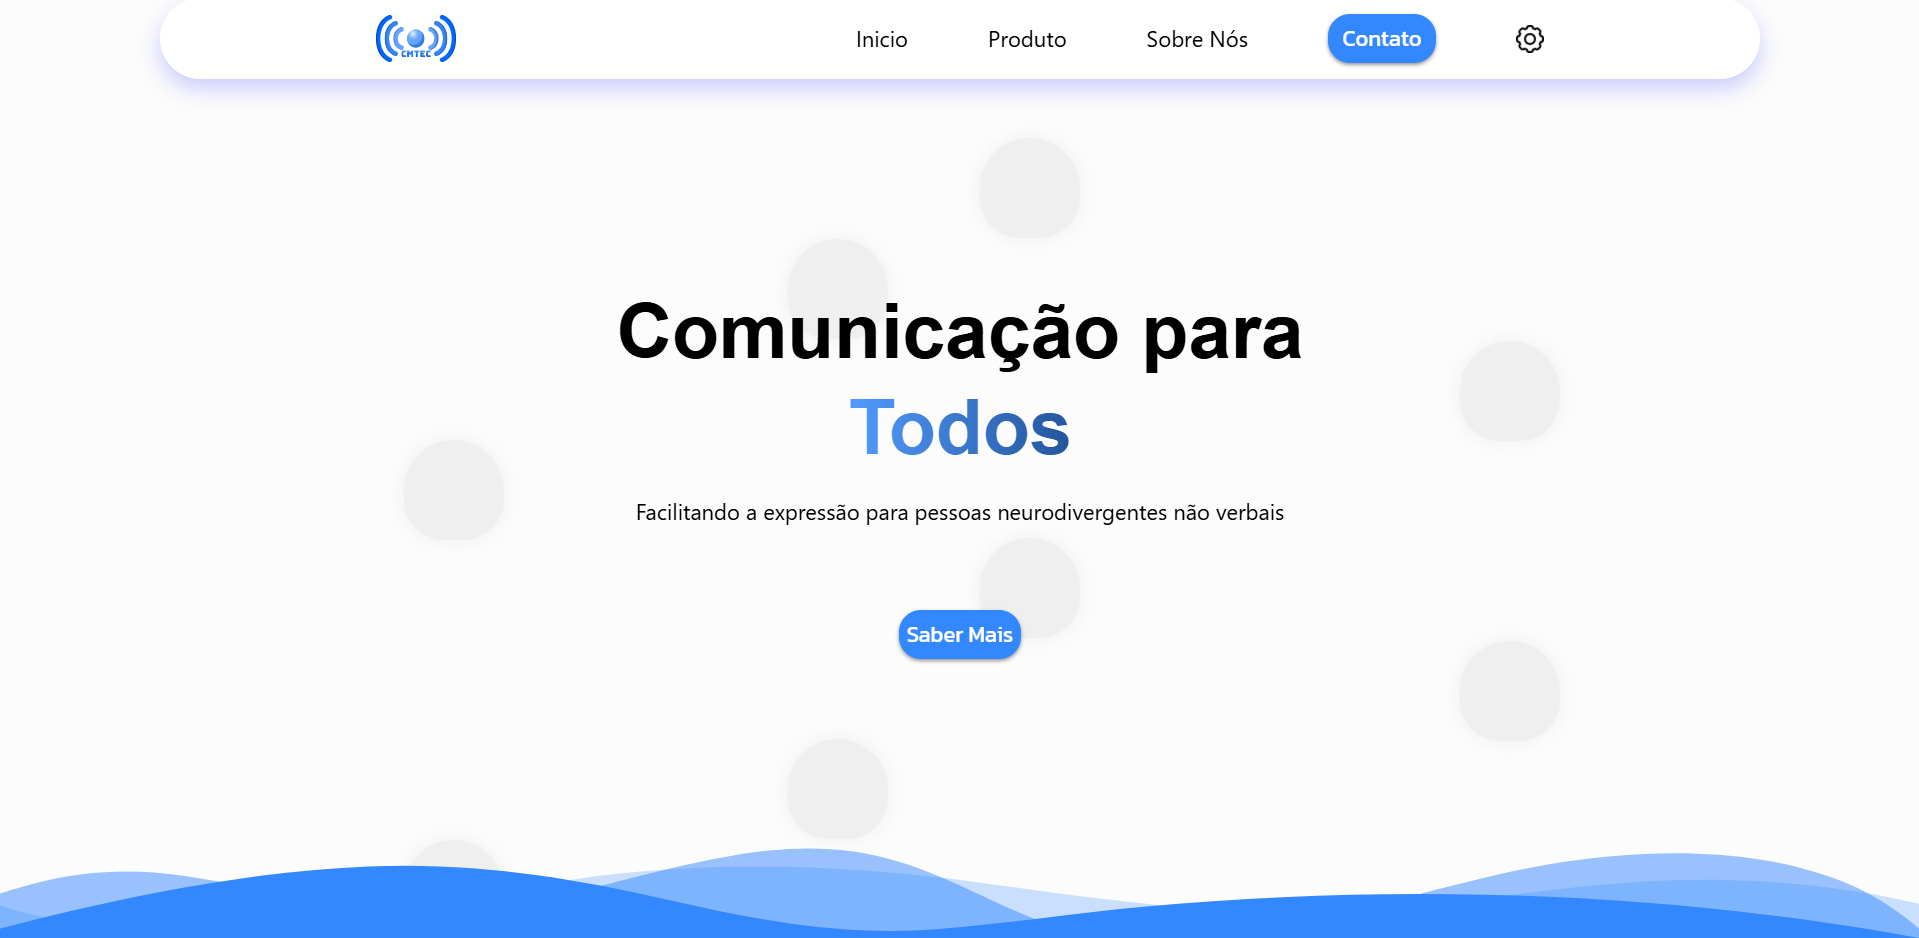 CMTEC
Inicio
Produto
Sobre Nós
Contato
Comunicação para
Todos
Facilitando a expressão para pessoas neurodivergentes não verbais
Saber Mais